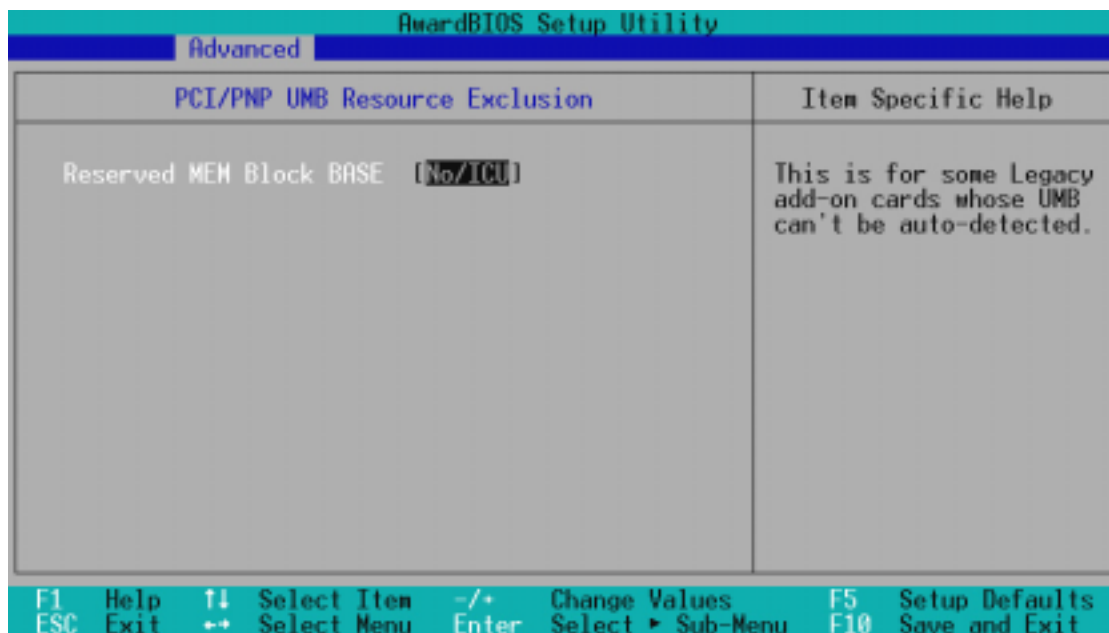 AwardBIOS Setup Utility
Advanced
PCI/PNP UMB Resource Exclusion
Item Specific Help
Reserved MEM Block BASE [No/ICU]
This is for some Legacy
add-on cards whose UMB
can't be auto-detected.
F1 Help ↑↓ Select Item -/+ Change Values F5 Setup Defaults
ESC Exit ←→ Select Menu Enter Select ► Sub-Menu F10 Save and Exit